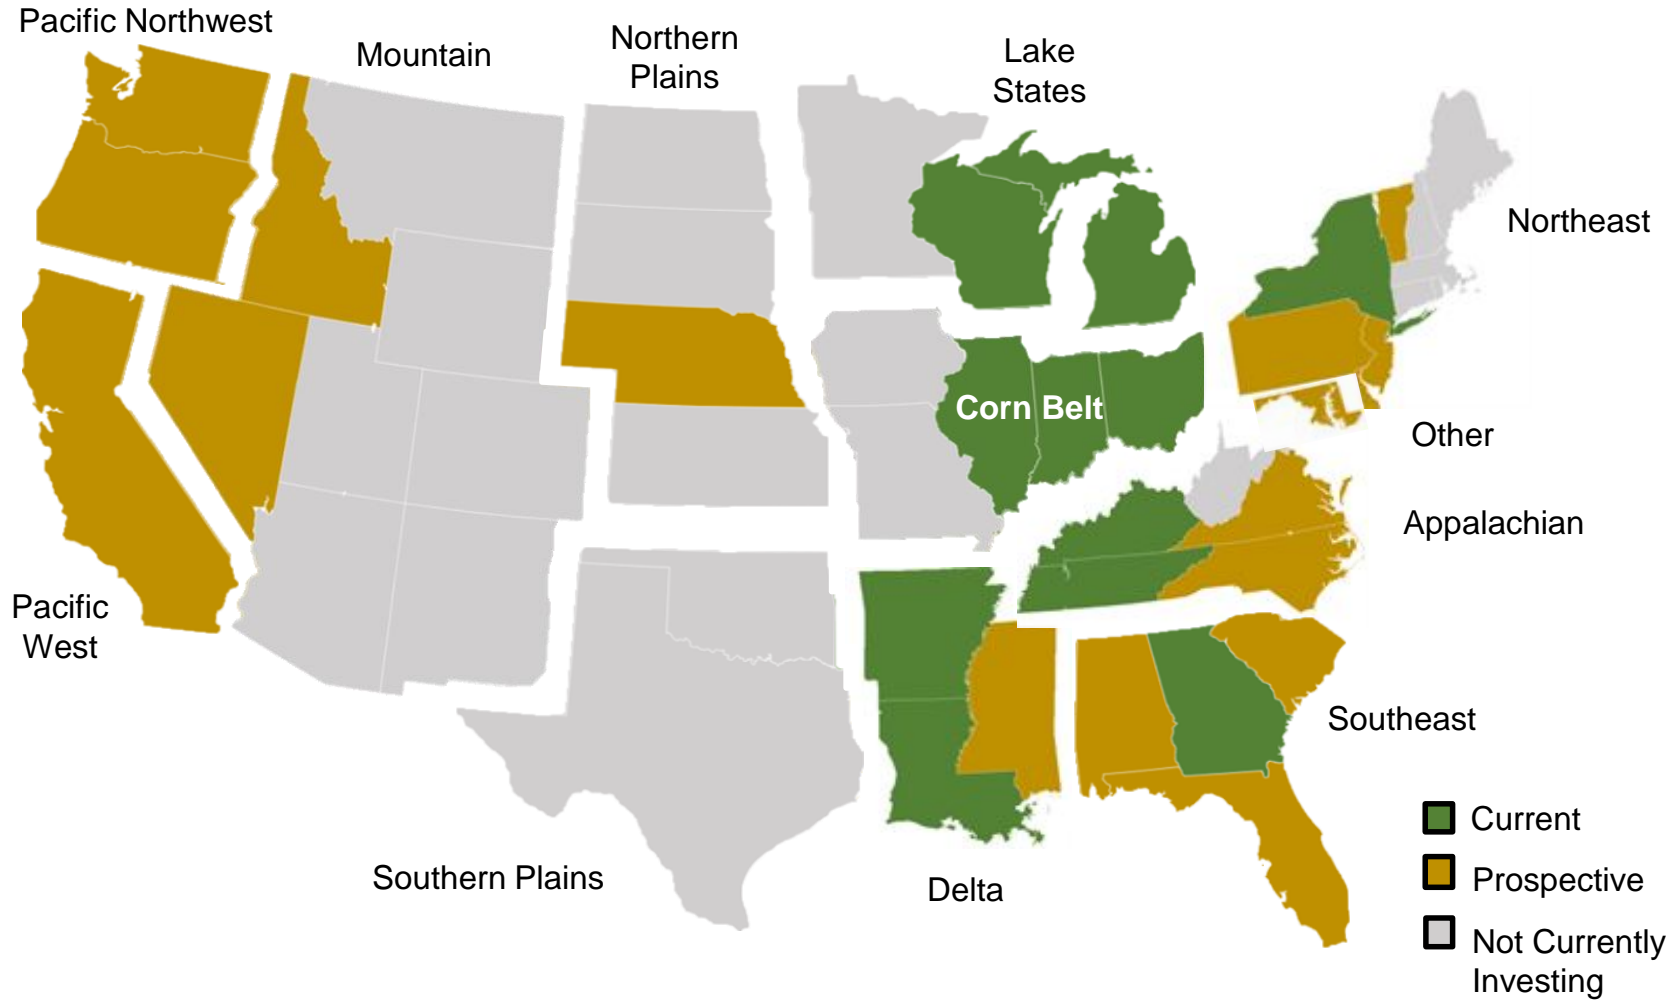 Pacific Northwest
Mountain
Northern
Plains
Lake
States
Northeast
Corn Belt
Other
Appalachian
Pacific
West
Southeast
Southern Plains
Delta
Current
Prospective
Not Currently
Investing